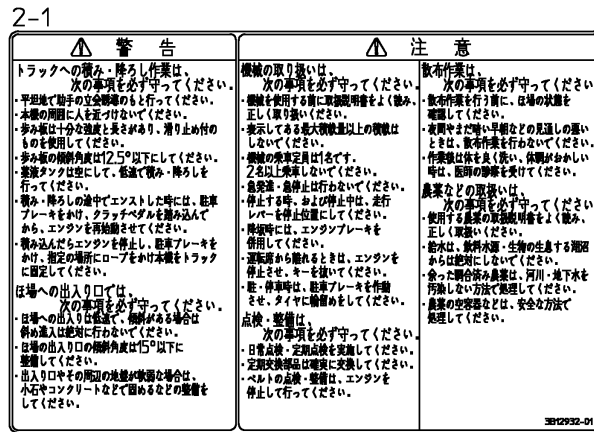 2-1
警 告
トラックへの積み・降ろし作業は、
次の事項を必ず守ってください.
・平坦地で助手の立会誘導のもと行ってください.
・本機の周囲に人を近づけないでください.
・歩み板は十分な強度と長さがあり、滑り止め付の
ものを使用してください.
・歩み板の傾斜角度は12.5°以下にしてください.
・薬液タンクは空にして、低速で積み・降ろしを
行ってください.
・積み・降ろしの途中でエンストした時には、駐車
ブレーキをかけ、クラッチペダルを踏み込んで
から、エンジンを再始動させてください.
・積み込んだらエンジンを停止し、駐車ブレーキを
かけ、指定の場所にロープをかけ本機をトラック
に固定してください.
ほ場への出入り口では、
次の事項を必ず守ってください.
・ほ場への出入りは低速で、傾斜がある場合は
斜め進入は絶対に行わないでください.
・ほ場の出入り口の傾斜角度は15°以下に
整備してください.
・出入り口やその周辺の地盤が軟弱な場合は、
小石やコンクリートなどで固めるなどの整備を
してください.
注 意
機械の取り扱いは、
次の事項を必ず守ってください.
・機械を使用する前に取扱説明書をよく読み、
正しく取り扱いください.
・表示してある最大積載量以上の積載は
しないでください.
・機械の乗車定員は1名です.
2名以上乗車しないでください.
・急発進・急停止は行わないでください.
・停止する時、および停止中は、走行
レバーを停止位置にしてください.
・降坂時には、エンジンブレーキを
併用してください.
・運転席から離れるときは、エンジンを
停止させ、キーを抜いてください.
・駐・停車時は、駐車ブレーキを作動
させ、タイヤに輪留めをしてください.
点検・整備は、
次の事項を必ず守ってください.
・日常点検・定期点検を実施してください.
・定期交換部品は確実に交換してください.
・ベルトの点検・整備は、エンジンを
停止して行ってください.
散布作業は、
次の事項を必ず守ってください.
・散布作業を行う前に、ほ場の状態を
確認してください.
・夜間やまだ暗い早朝などの見通しの悪い
ときは、散布作業を行わないでください.
・作業後は体を良く洗い、体調がおかしい
時は、医師の診察を受けてください.
農薬などの取扱いは、
次の事項を必ず守ってください.
・使用する農薬の取扱説明書をよく読み、
正しく取扱いください.
・給水は、飲料水源・生物の生息する湖沼
からは絶対にしないでください.
・余った調合済み農薬は、河川・地下水を
汚染しない方法で処理してください.
・農薬の空容器などは、安全な方法で
処理してください.
3B12932-01